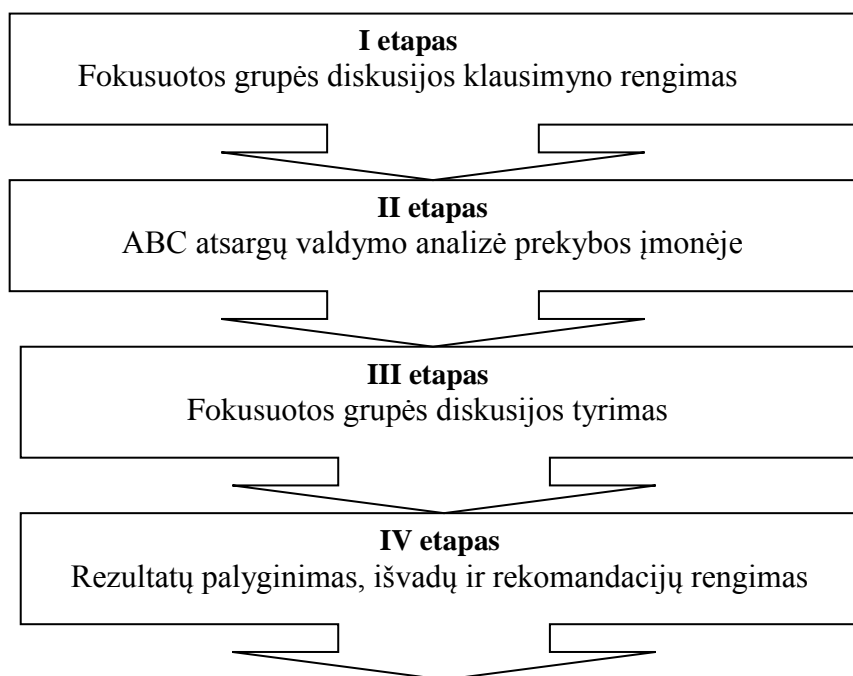 I etapas
Fokusuotos grupės diskusijos klausimyno rengimas
II etapas
ABC atsargų valdymo analizė prekybos įmonėje
III etapas
Fokusuotos grupės diskusijos tyrimas
IV etapas
Rezultatų palyginimas, išvadų ir rekomandacijų rengimas